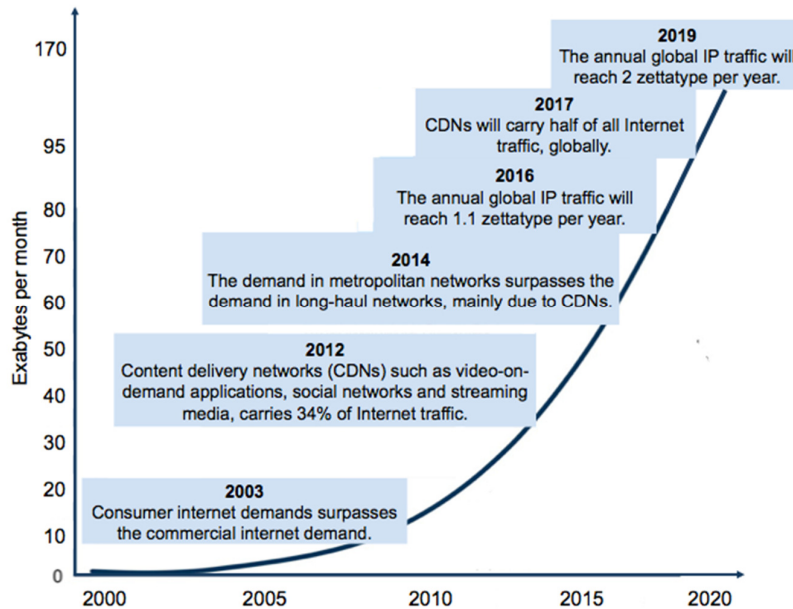 2019
The annual global IP traffic will
reach 2 zettatype per year.
170
2017
CDNs will carry half of all Internet
traffic, globally.
95
2016
The annual global IP traffic will
reach 1.1 zettatype per year.
80
2014
The demand in metropolitan networks surpasses the
demand in long-haul networks, mainly due to CDNs.
70
60
2012
Content delivery networks (CDNs) such as video-on-
demand applications, social networks and streaming
media, carries 34% of Internet traffic.
50
40
30
20
2003
Consumer internet demands surpasses
the commercial internet demand.
10
0
Exabytes per month
2000 2005 2010 2015 2020